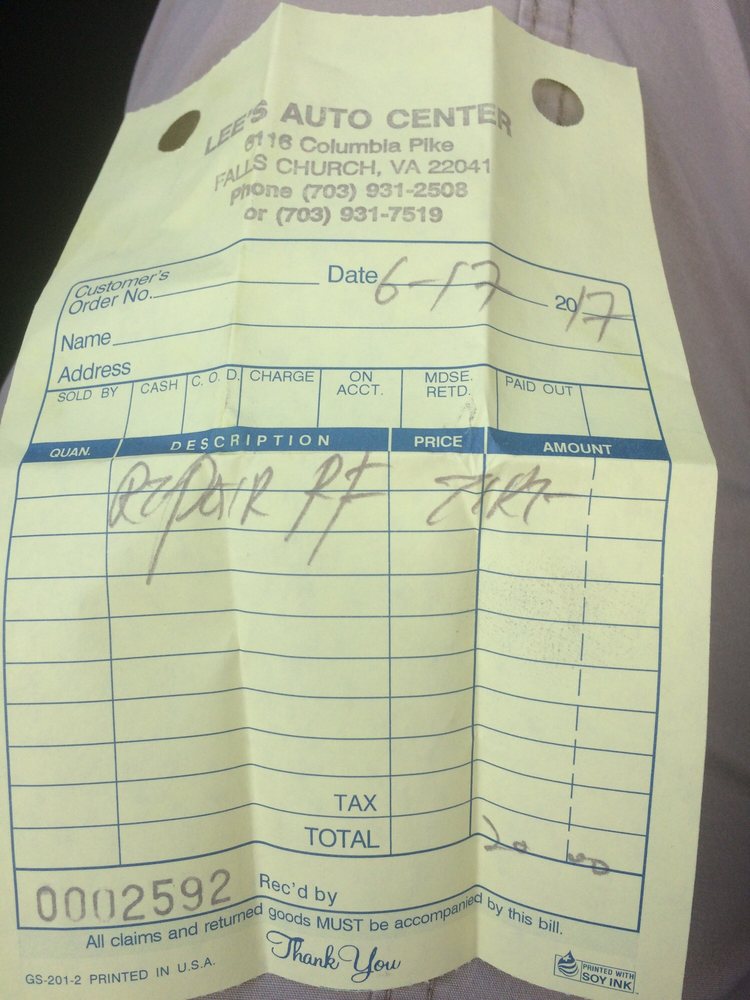 LEE'S AUTO CENTER
6116 Columbia Pike
FALLS CHURCH, VA 22041
Phone (703) 931-2508
or (703) 931-7519
Customer's
Order No. Date 6-17 2017
Name
Address
SOLD BY CASH C. O. D. CHARGE ON ACCT. MDSE. RETD. PAID OUT
QUAN. DESCRIPTION PRICE AMOUNT
Repair RF
TAX
TOTAL 20 00
0002592 Rec'd by
All claims and returned goods MUST be accompanied by this bill.
Thank You
GS-201-2 PRINTED IN U.S.A.
PRINTED WITH
SOY INK